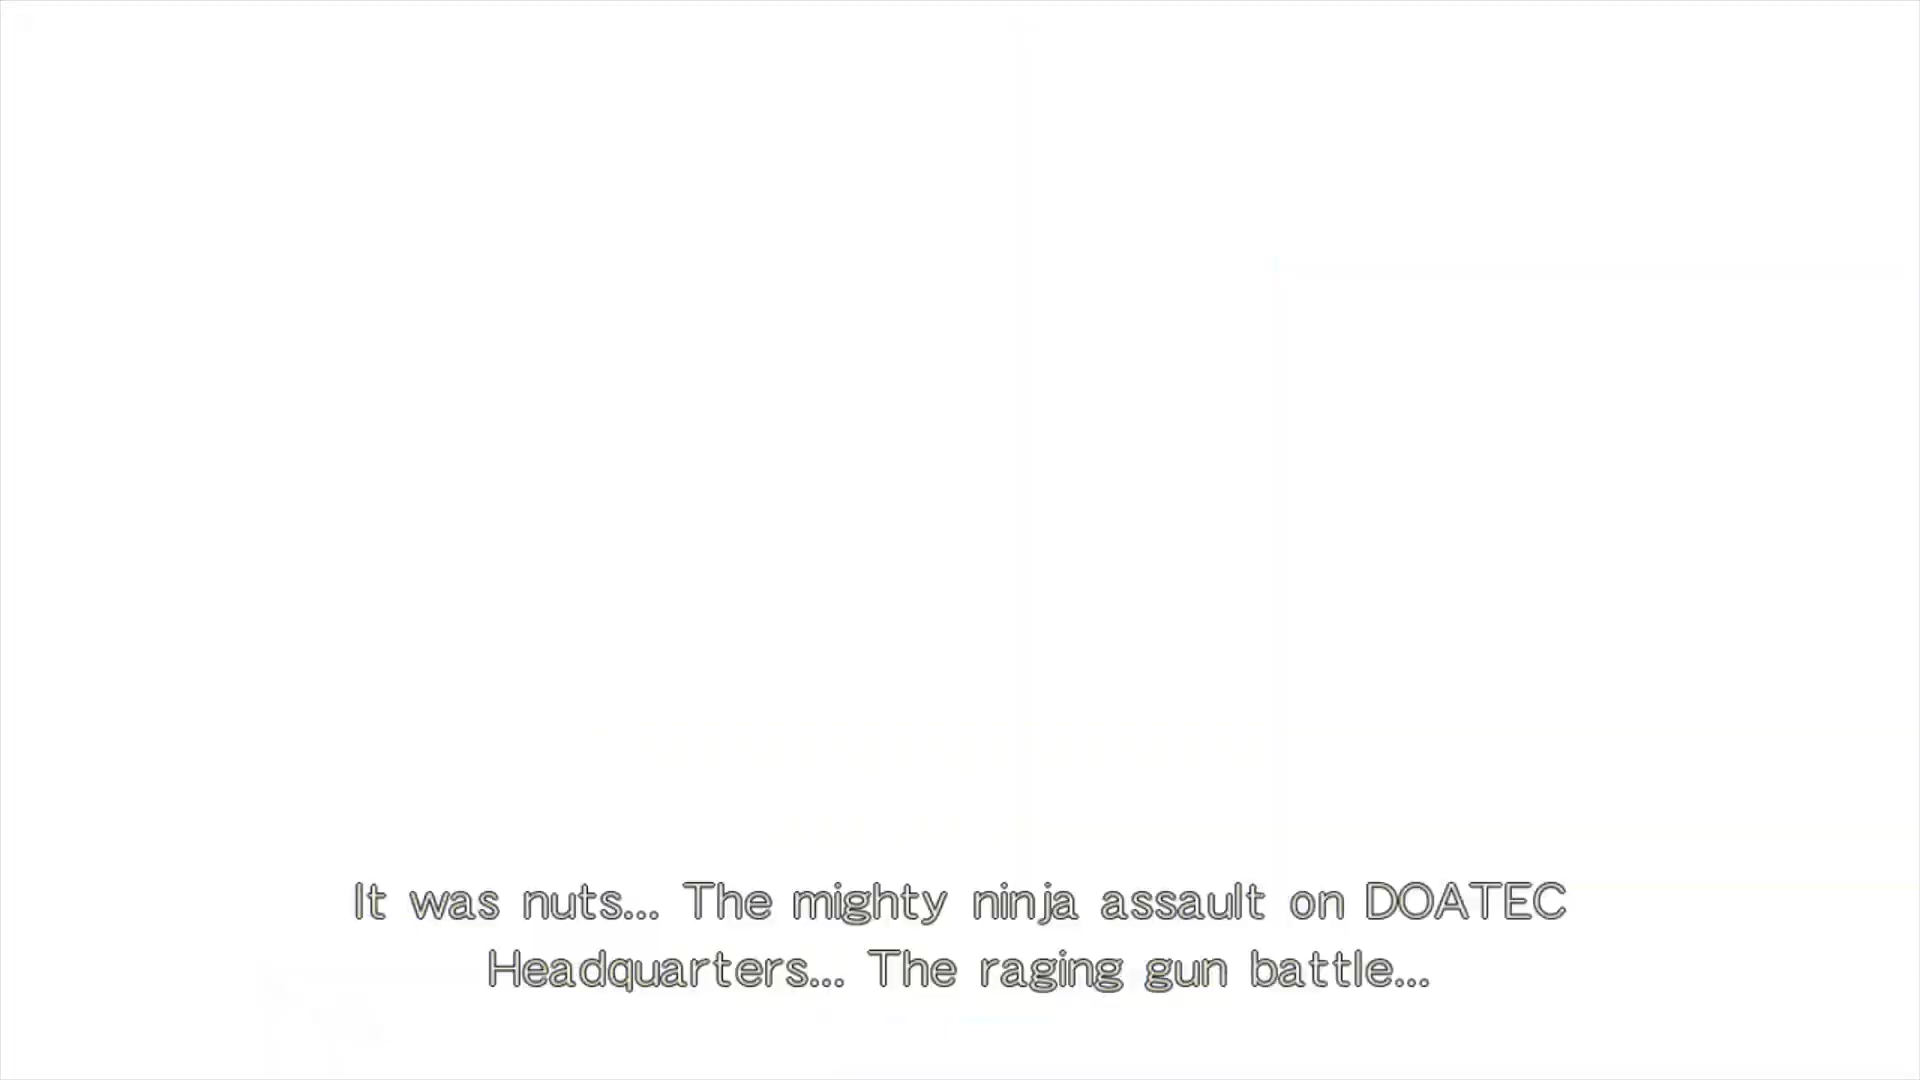 It was nuts... The mighty ninja assault on DOATEC
Headquarters... The raging gun battle...